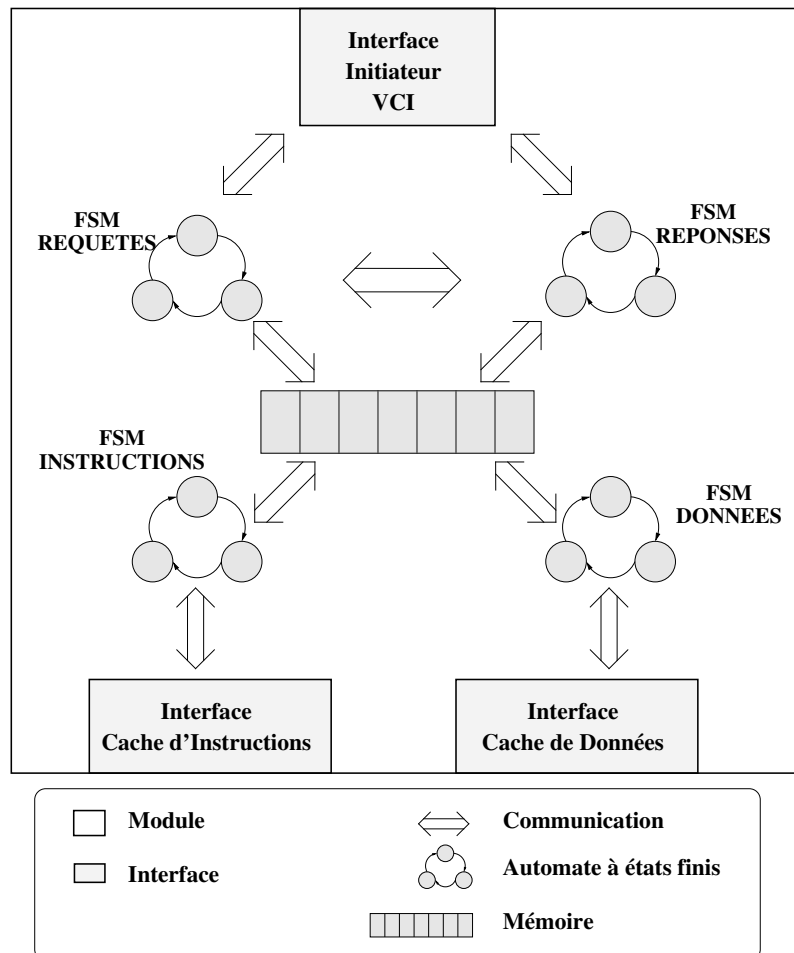 Interface
Initiateur
VCI
FSM
REQUETES
FSM
REPONSES
FSM
INSTRUCTIONS
FSM
DONNEES
Interface
Cache d'Instructions
Interface
Cache de Données
Module
Communication
Interface
Automate à états finis
Mémoire